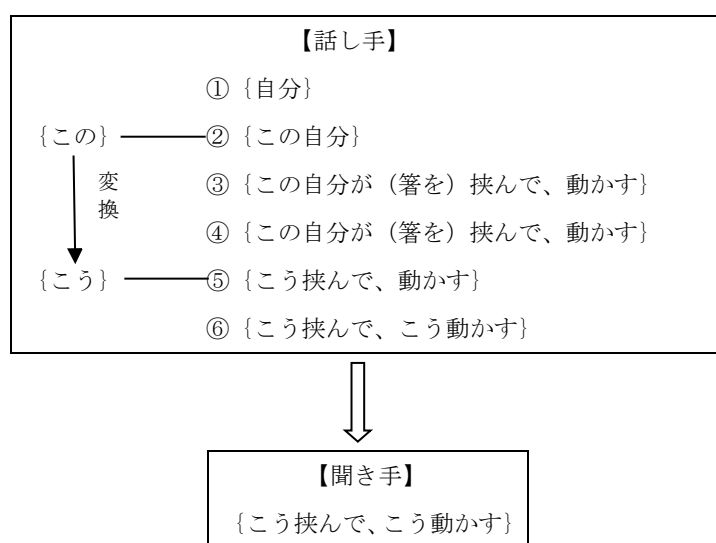 【話し手】
① {自分}
{この} ② {この自分}
変換
③ {この自分が（箸を）挟んで、動かす}
④ {この自分が（箸を）挟んで、動かす}
{こう} ⑤ {こう挟んで、動かす}
⑥ {こう挟んで、こう動かす}
【聞き手】
{こう挟んで、こう動かす}